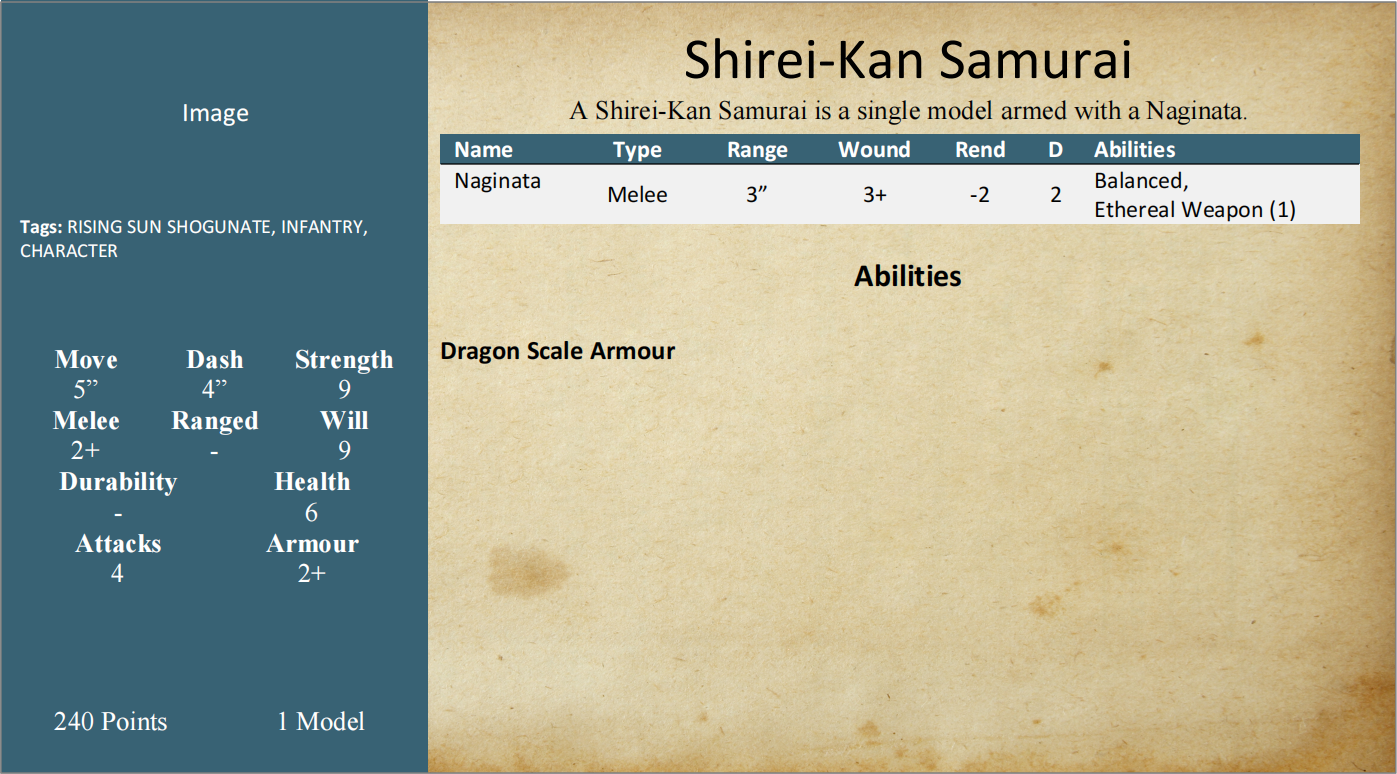 Image
Tags: RISING SUN SHOGUNATE, INFANTRY,
CHARACTER
Move Dash Strength
5” 4” 9
Melee Ranged Will
2+ - 9
Durability Health
- 6
Attacks Armour
4 2+
240 Points 1 Model
Shirei-Kan Samurai
A Shirei-Kan Samurai is a single model armed with a Naginata.
Name Type Range Wound Rend D Abilities
Naginata Melee 3” 3+ -2 2 Balanced,
Ethereal Weapon (1)
Abilities
Dragon Scale Armour